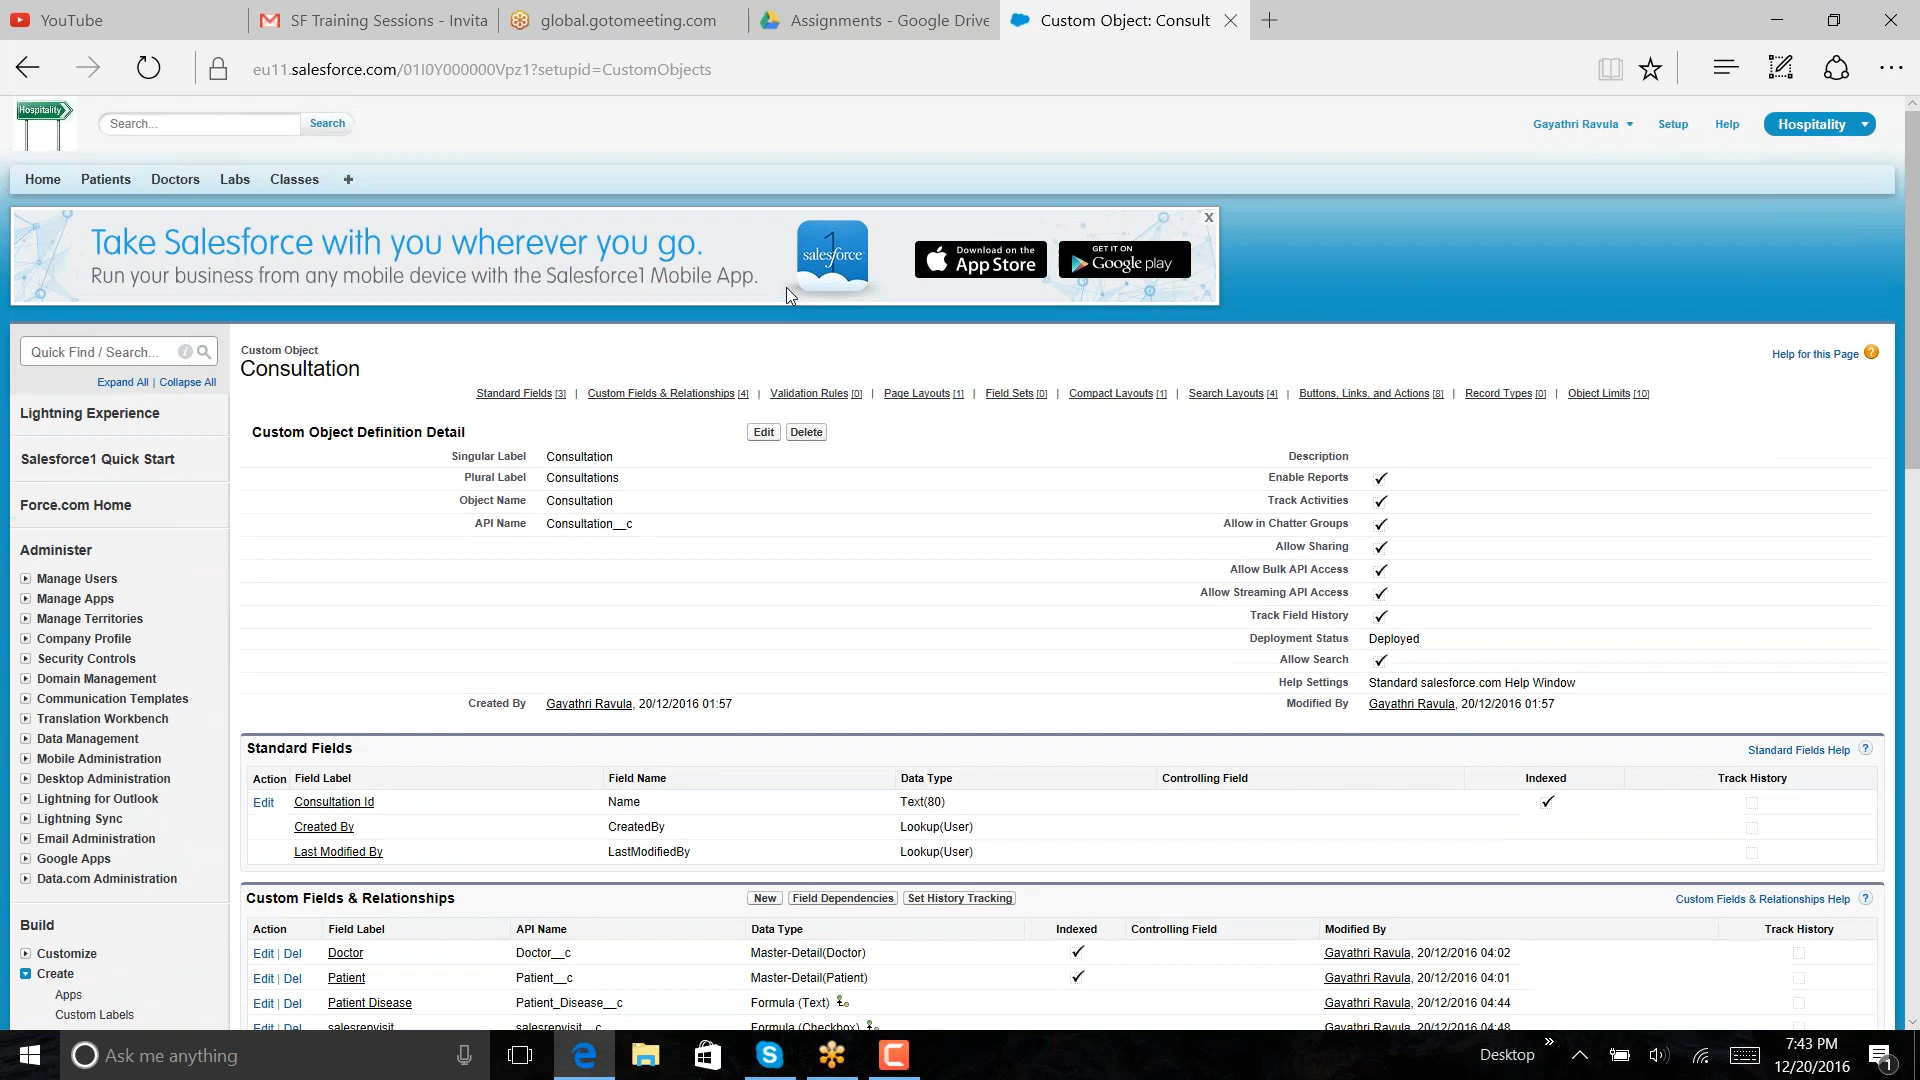 YouTube
SF Training Sessions - Invita
global.gotomeeting.com
Assignments - Google Drive
Custom Object: Consult
eu11.salesforce.com/01I0Y000000Vpz1?setupid=CustomObjects
Hospitality
Search...
Search
Gayathri Ravula
Setup
Help
Hospitality
Home
Patients
Doctors
Labs
Classes
+
Take Salesforce with you wherever you go.
Run your business from any mobile device with the Salesforce1 Mobile App.
1
salesforce
Download on the
App Store
GET IT ON
Google play
X
Quick Find / Search...
Expand All | Collapse All
Lightning Experience
Salesforce1 Quick Start
Force.com Home
Administer
Manage Users
Manage Apps
Manage Territories
Company Profile
Security Controls
Domain Management
Communication Templates
Translation Workbench
Data Management
Mobile Administration
Desktop Administration
Lightning for Outlook
Lightning Sync
Email Administration
Google Apps
Data.com Administration
Build
Customize
Create
Apps
Custom Labels
Custom Object
Consultation
Help for this Page
Standard Fields [3] | Custom Fields & Relationships [4] | Validation Rules [0] | Page Layouts [1] | Field Sets [0] | Compact Layouts [1] | Search Layouts [4] | Buttons, Links, and Actions [8] | Record Types [0] | Object Limits [10]
Custom Object Definition Detail
Edit
Delete
Singular Label Consultation Description
Plural Label Consultations Enable Reports
Object Name Consultation Track Activities
API Name Consultation__c Allow in Chatter Groups
Allow Sharing
Allow Bulk API Access
Allow Streaming API Access
Track Field History
Deployment Status Deployed
Allow Search
Help Settings Standard salesforce.com Help Window
Created By Gayathri Ravula, 20/12/2016 01:57 Modified By Gayathri Ravula, 20/12/2016 01:57
Standard Fields
Standard Fields Help
Action Field Label Field Name Data Type Controlling Field Indexed Track History
Edit Consultation Id Name Text(80)
Created By CreatedBy Lookup(User)
Last Modified By LastModifiedBy Lookup(User)
Custom Fields & Relationships
New
Field Dependencies
Set History Tracking
Custom Fields & Relationships Help
Action Field Label API Name Data Type Indexed Controlling Field Modified By Track History
Edit | Del Doctor Doctor__c Master-Detail(Doctor) Gayathri Ravula, 20/12/2016 04:02
Edit | Del Patient Patient__c Master-Detail(Patient) Gayathri Ravula, 20/12/2016 04:01
Edit | Del Patient Disease Patient_Disease__c Formula (Text) Gayathri Ravula, 20/12/2016 04:44
Edit | Del salesrepvisit salesrepvisit__c Formula (Checkbox) Gayathri Ravula, 20/12/2016 04:48
Ask me anything
Desktop
7:43 PM
12/20/2016
1